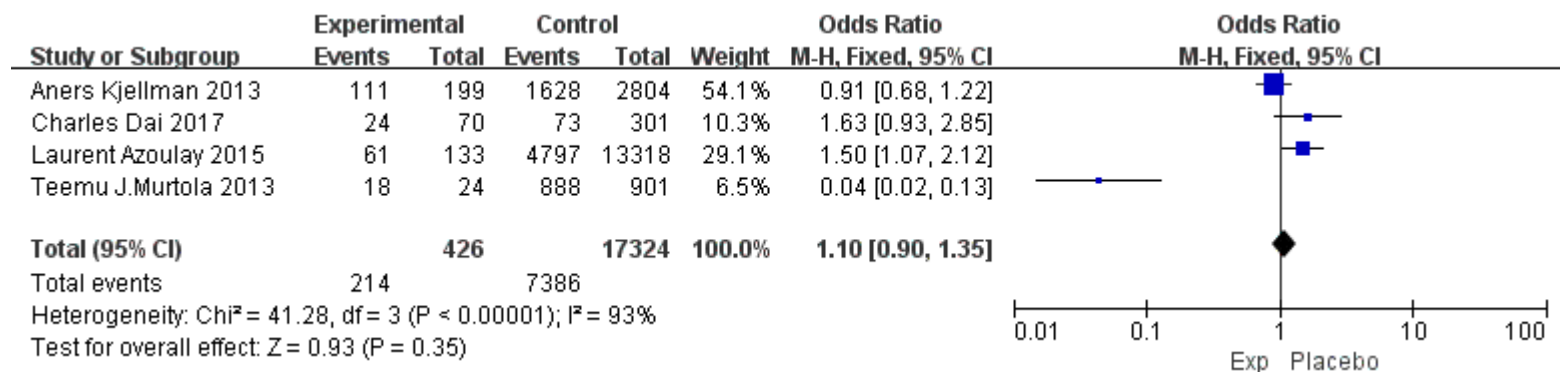 Experimental Control Odds Ratio Odds Ratio
Study or Subgroup Events Total Events Total Weight M-H, Fixed, 95% CI M-H, Fixed, 95% CI
Aners Kjellman 2013 111 199 1628 2804 54.1% 0.91 [0.68, 1.22]
Charles Dai 2017 24 70 73 301 10.3% 1.63 [0.93, 2.85]
Laurent Azoulay 2015 61 133 4797 13318 29.1% 1.50 [1.07, 2.12]
Teemu J.Murtola 2013 18 24 888 901 6.5% 0.04 [0.02, 0.13]
Total (95% CI) 426 17324 100.0% 1.10 [0.90, 1.35]
Total events 214 7386
Heterogeneity: Chi² = 41.28, df = 3 (P < 0.00001); I² = 93%
Test for overall effect: Z = 0.93 (P = 0.35)
0.01 0.1 1 10 100
Exp Placebo